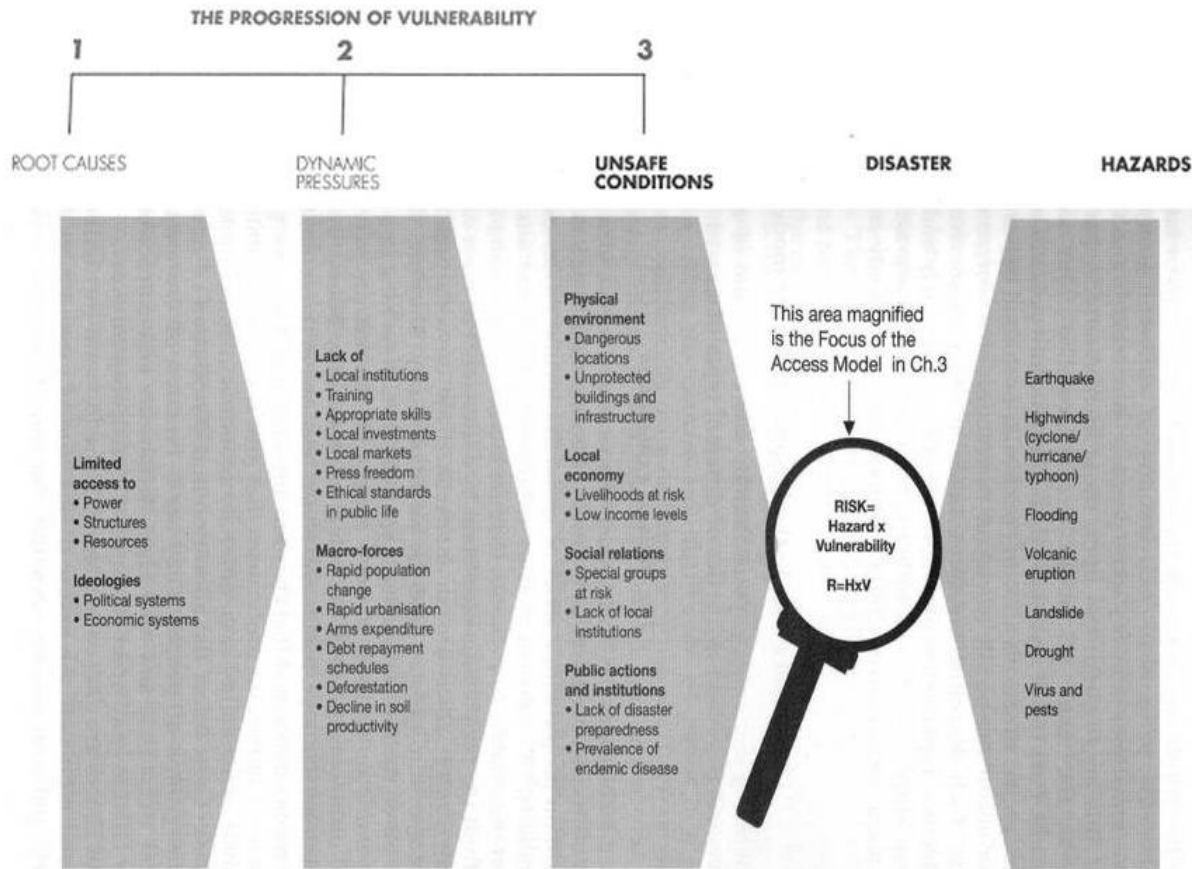 THE PROGRESSION OF VULNERABILITY
1
2
3
ROOT CAUSES
DYNAMIC
PRESSURES
UNSAFE
CONDITIONS
DISASTER
HAZARDS
Limited
access to
• Power
• Structures
• Resources
Ideologies
• Political systems
• Economic systems
Lack of
• Local institutions
• Training
• Appropriate skills
• Local investments
• Local markets
• Press freedom
• Ethical standards
in public life
Macro-forces
• Rapid population
change
• Rapid urbanisation
• Arms expenditure
• Debt repayment
schedules
• Deforestation
• Decline in soil
productivity
Physical
environment
• Dangerous
locations
• Unprotected
buildings and
infrastructure
Local
economy
• Livelihoods at risk
• Low income levels
Social relations
• Special groups
at risk
• Lack of local
institutions
Public actions
and institutions
• Lack of disaster
preparedness
• Prevalence of
endemic disease
This area magnified
is the Focus of the
Access Model in Ch.3
RISK=
Hazard x
Vulnerability
R=HxV
Earthquake
Highwinds
(cyclone/
hurricane/
typhoon)
Flooding
Volcanic
eruption
Landslide
Drought
Virus and
pests